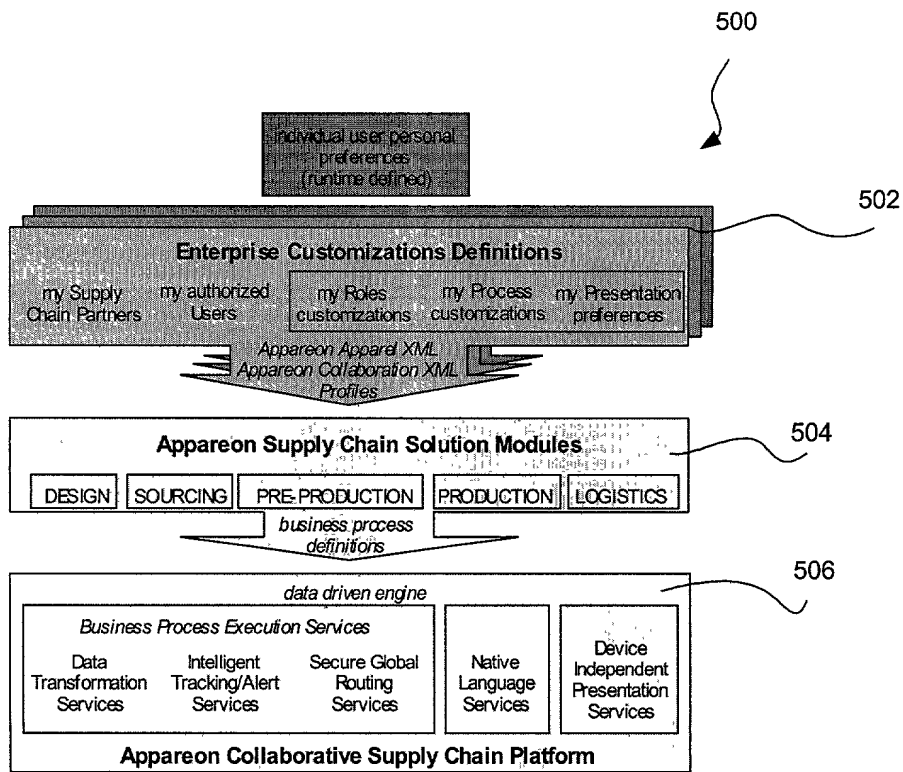 500
individual user personal
preferences
(runtime defined)
502
Enterprise Customizations Definitions
my Supply
Chain Partners
my authorized
Users
my Roles
customizations
my Process
customizations
my Presentation
preferences
Appareon Apparel XML
Appareon Collaboration XML
Profiles
504
Appareon Supply Chain Solution Modules
DESIGN
SOURCING
PRE-PRODUCTION
PRODUCTION
LOGISTICS
business process
definitions
506
data driven engine
Business Process Execution Services
Data
Transformation
Services
Intelligent
Tracking/Alert
Services
Secure Global
Routing
Services
Native
Language
Services
Device
Independent
Presentation
Services
Appareon Collaborative Supply Chain Platform